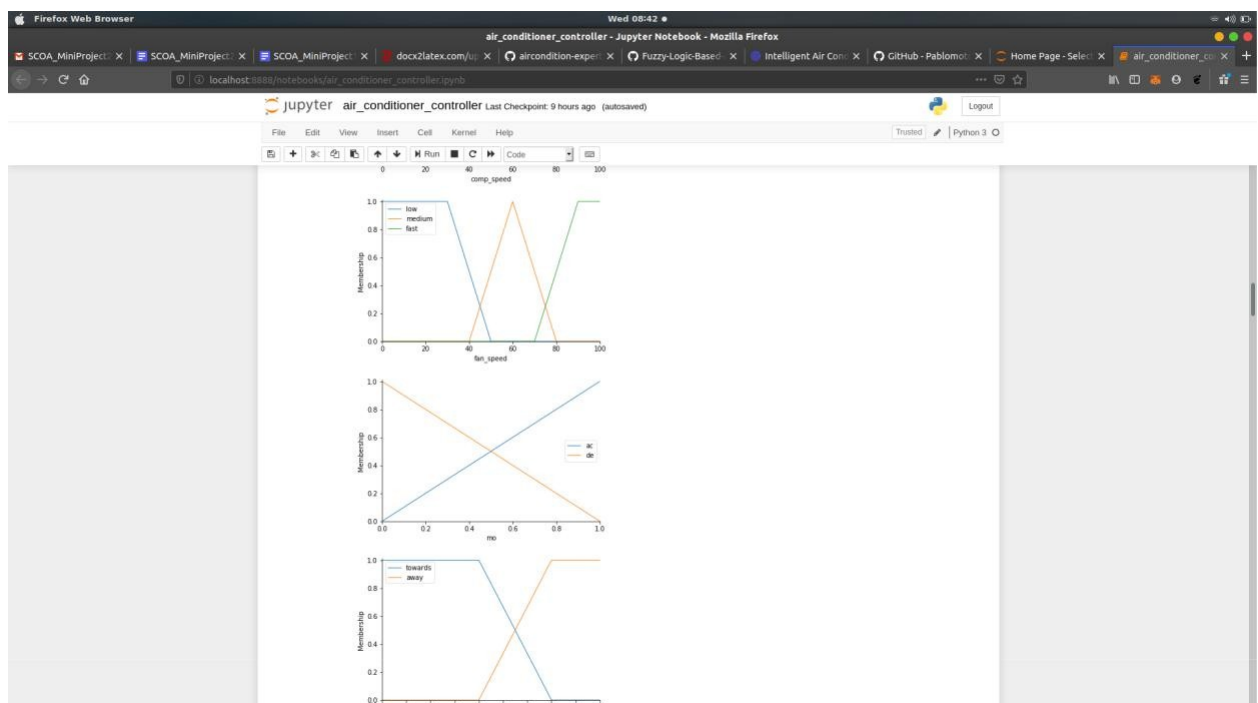 Firefox Web Browser
Wed 08:42
air_conditioner_controller - Jupyter Notebook - Mozilla Firefox
SCOA_MiniProject
SCOA_MiniProject
SCOA_MiniProject
docx2latex.com/u
aircondition-expert
Fuzzy-Logic-Based-
Intelligent Air Con
GitHub - Pablomot
Home Page - Select
air_conditioner_co
localhost:8888/notebooks/air_conditioner_controller.ipynb
jupyter air_conditioner_controller Last Checkpoint: 9 hours ago (autosaved)
Logout
File Edit View Insert Cell Kernel Help
Trusted Python 3
Run Code
0 20 40 60 80 100
comp_speed
1.0
0.8
0.6
0.4
0.2
0.0
Membership
low
medium
fast
0 20 40 60 80 100
fan_speed
1.0
0.8
0.6
0.4
0.2
0.0
Membership
ac
de
0.0 0.2 0.4 0.6 0.8 1.0
mo
1.0
0.8
0.6
0.4
0.2
0.0
Membership
towards
away